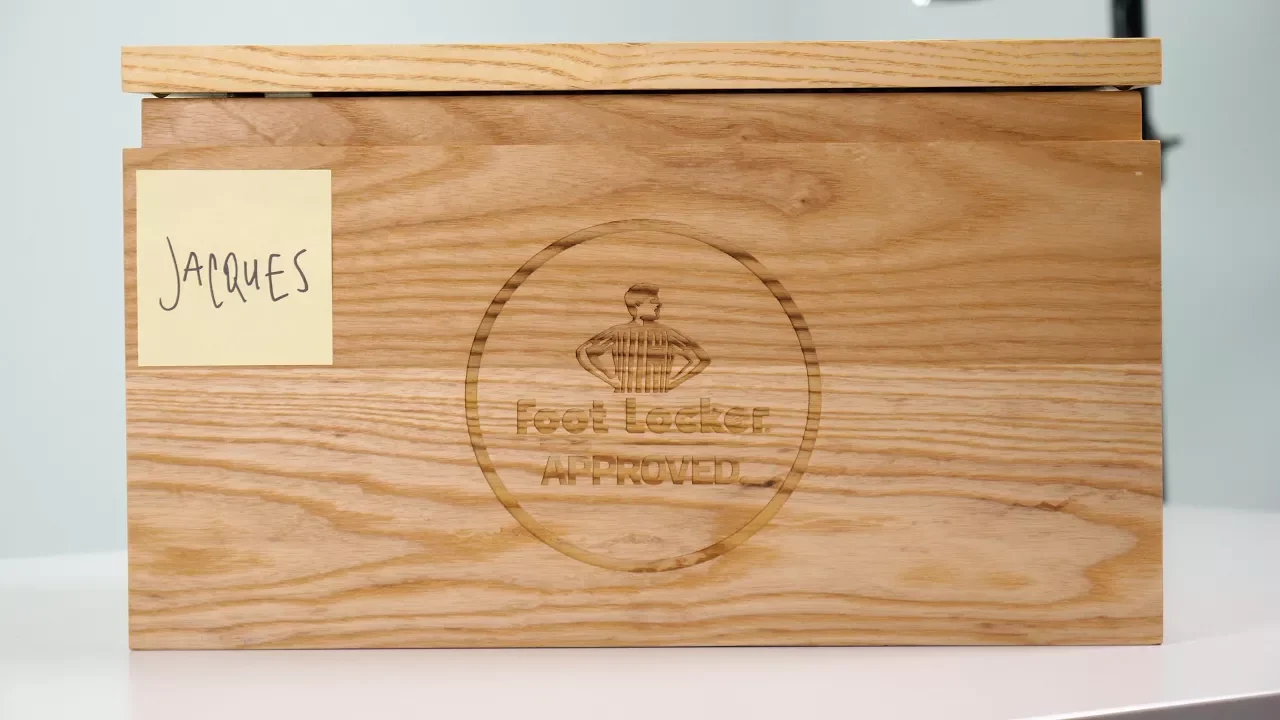 JACQUES
Foot Locker.
APPROVED